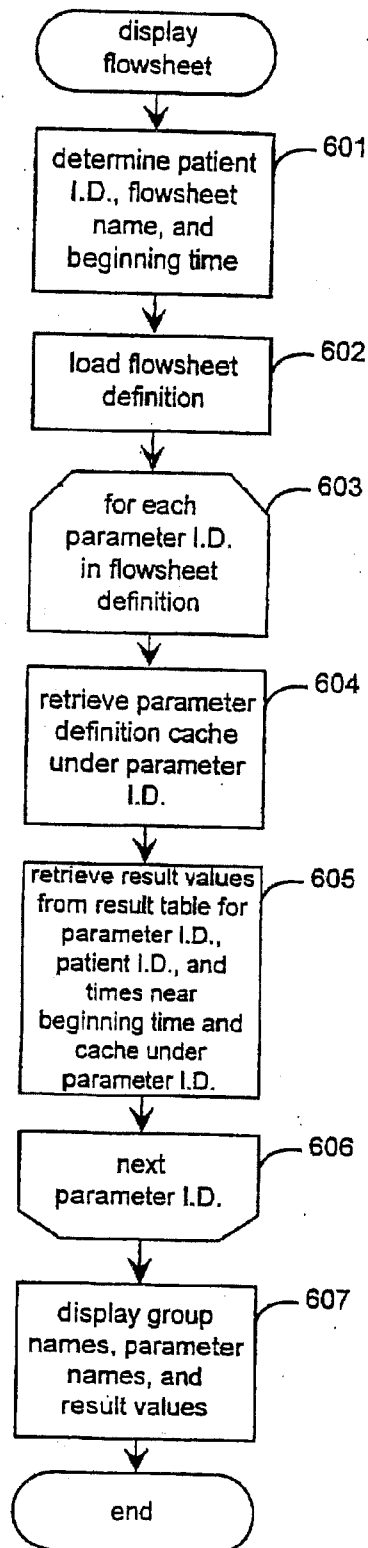 display
flowsheet
601
determine patient
I.D., flowsheet
name, and
beginning time
602
load flowsheet
definition
603
for each
parameter I.D.
in flowsheet
definition
604
retrieve parameter
definition cache
under parameter
I.D.
605
retrieve result values
from result table for
parameter I.D.,
patient I.D., and
times near
beginning time and
cache under
parameter I.D.
606
next
parameter I.D.
607
display group
names, parameter
names, and
result values
end